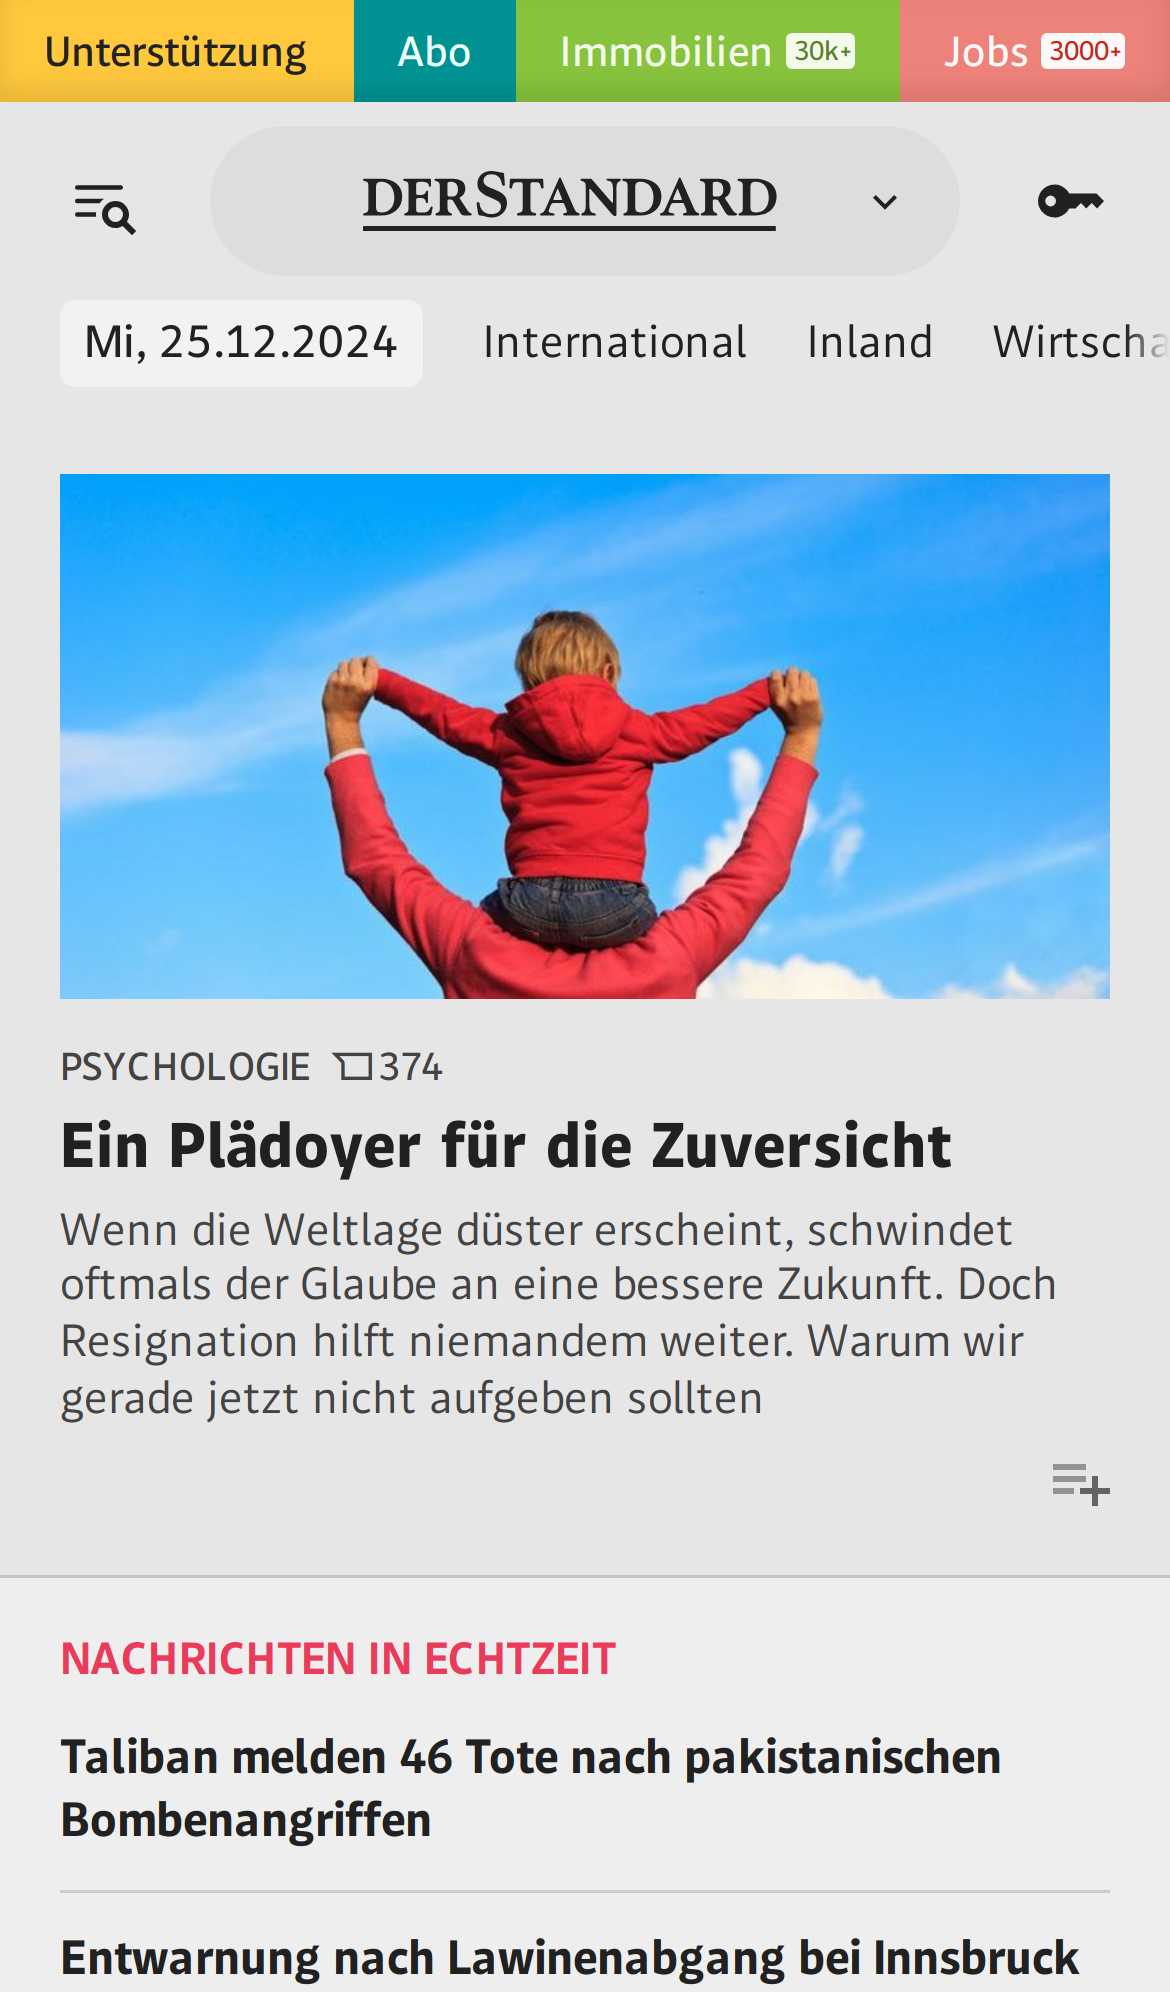 Unterstützung Abo Immobilien 30k+ Jobs 3000+
DERSTANDARD
Mi, 25.12.2024 International Inland Wirtscha
PSYCHOLOGIE 374
Ein Plädoyer für die Zuversicht
Wenn die Weltlage düster erscheint, schwindet
oftmals der Glaube an eine bessere Zukunft. Doch
Resignation hilft niemandem weiter. Warum wir
gerade jetzt nicht aufgeben sollten
NACHRICHTEN IN ECHTZEIT
Taliban melden 46 Tote nach pakistanischen
Bombenangriffen
Entwarnung nach Lawinenabgang bei Innsbruck